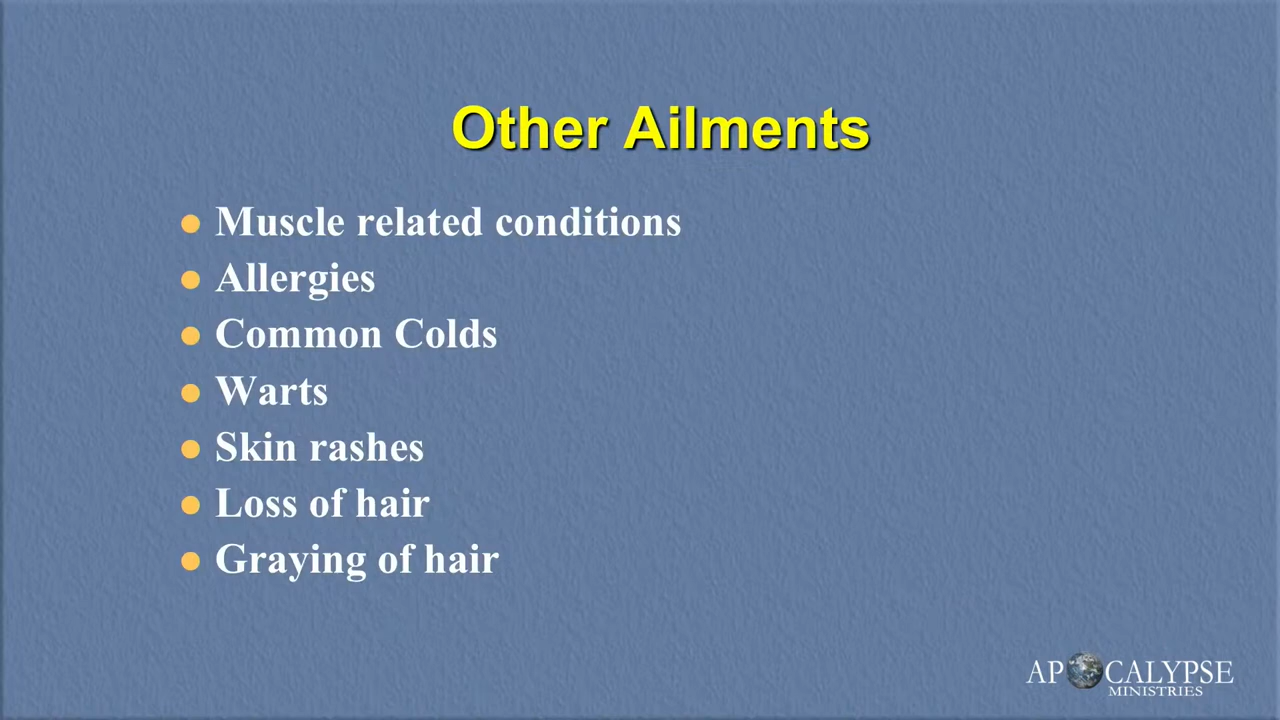 Other Ailments
Muscle related conditions
Allergies
Common Colds
Warts
Skin rashes
Loss of hair
Graying of hair
APOCALYPSE
MINISTRIES